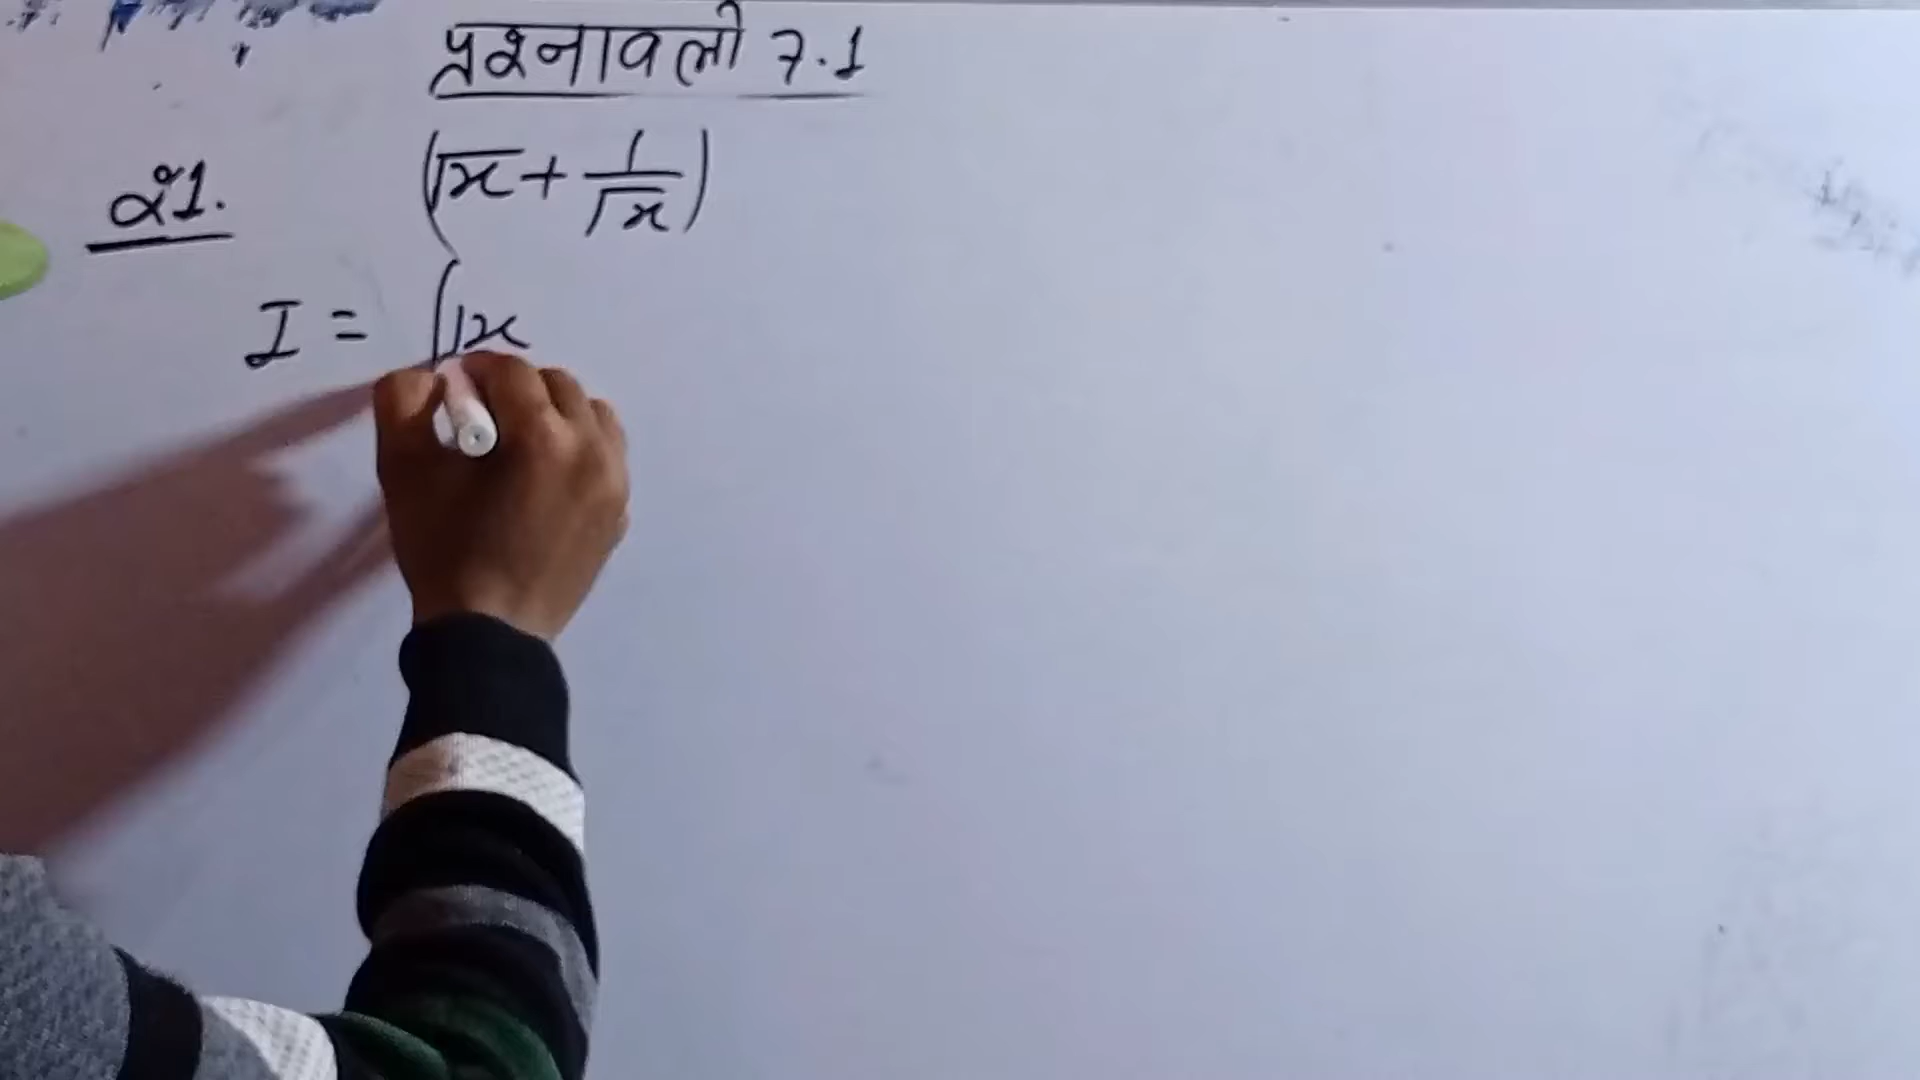 प्रश्नावली 7.1
Q1. (√x + 1/√x)
I = ∫√x